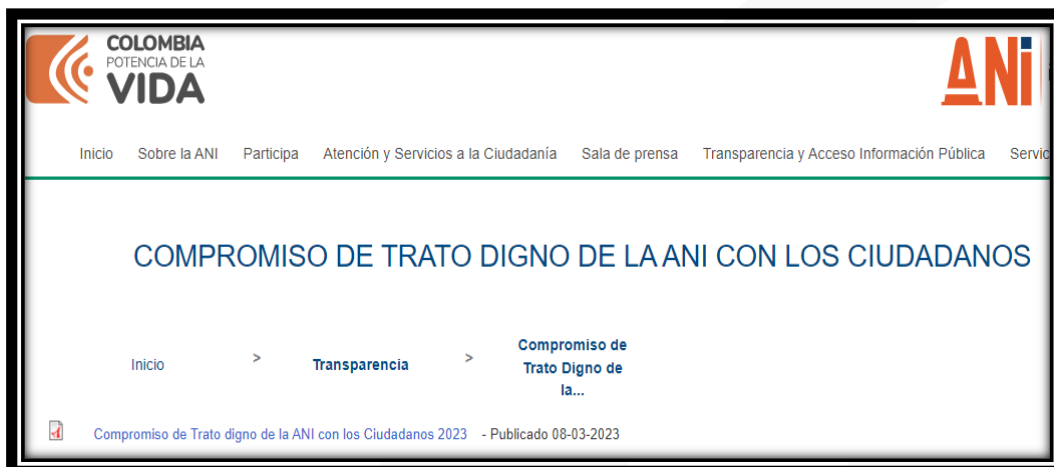 COLOMBIA
POTENCIA DE LA
VIDA
ANi
Inicio Sobre la ANI Participa Atención y Servicios a la Ciudadanía Sala de prensa Transparencia y Acceso Información Pública Servic
COMPROMISO DE TRATO DIGNO DE LA ANI CON LOS CIUDADANOS
Inicio > Transparencia > Compromiso de
Trato Digno de
la...
Compromiso de Trato digno de la ANI con los Ciudadanos 2023 - Publicado 08-03-2023